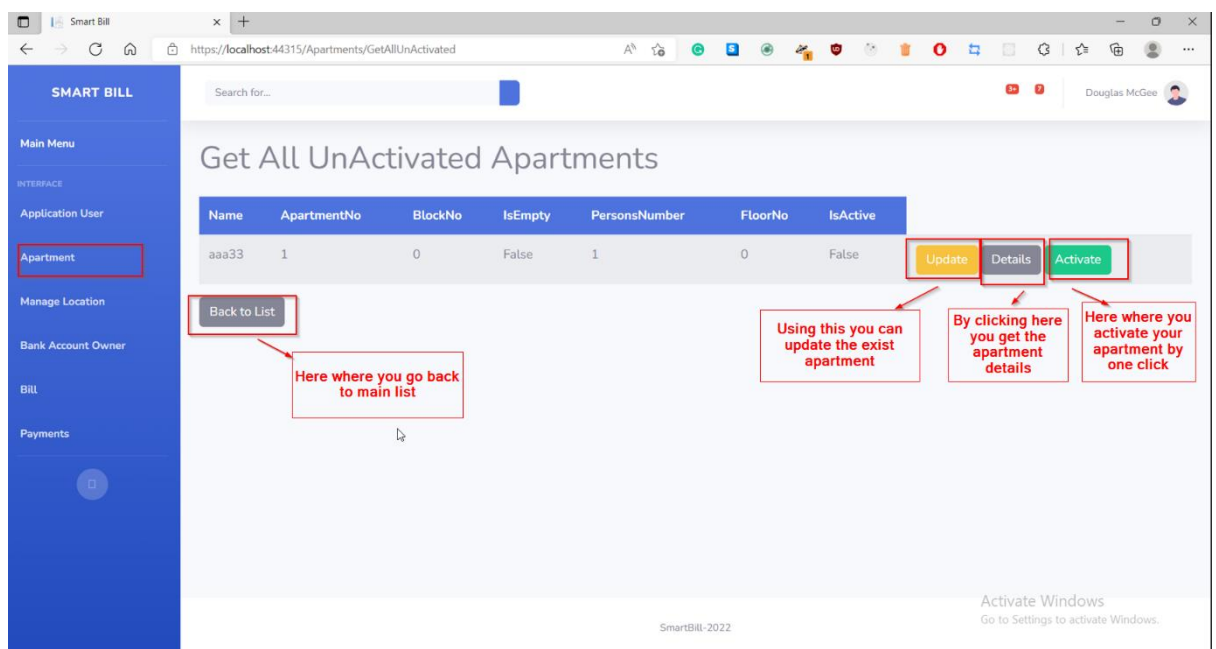 Smart Bill
https://localhost:44315/Apartments/GetAllUnActivated
SMART BILL
Search for...
3+
7
Douglas McGee
Main Menu
INTERFACE
Application User
Apartment
Manage Location
Bank Account Owner
Bill
Payments
Get All UnActivated Apartments
Name ApartmentNo BlockNo IsEmpty PersonsNumber FloorNo IsActive
aaa33 1 0 False 1 0 False Update Details Activate
Back to List
Here where you go back
to main list
Using this you can
update the exist
apartment
By clicking here
you get the
apartment
details
Here where you
activate your
apartment by
one click
Activate Windows
Go to Settings to activate Windows.
SmartBill-2022